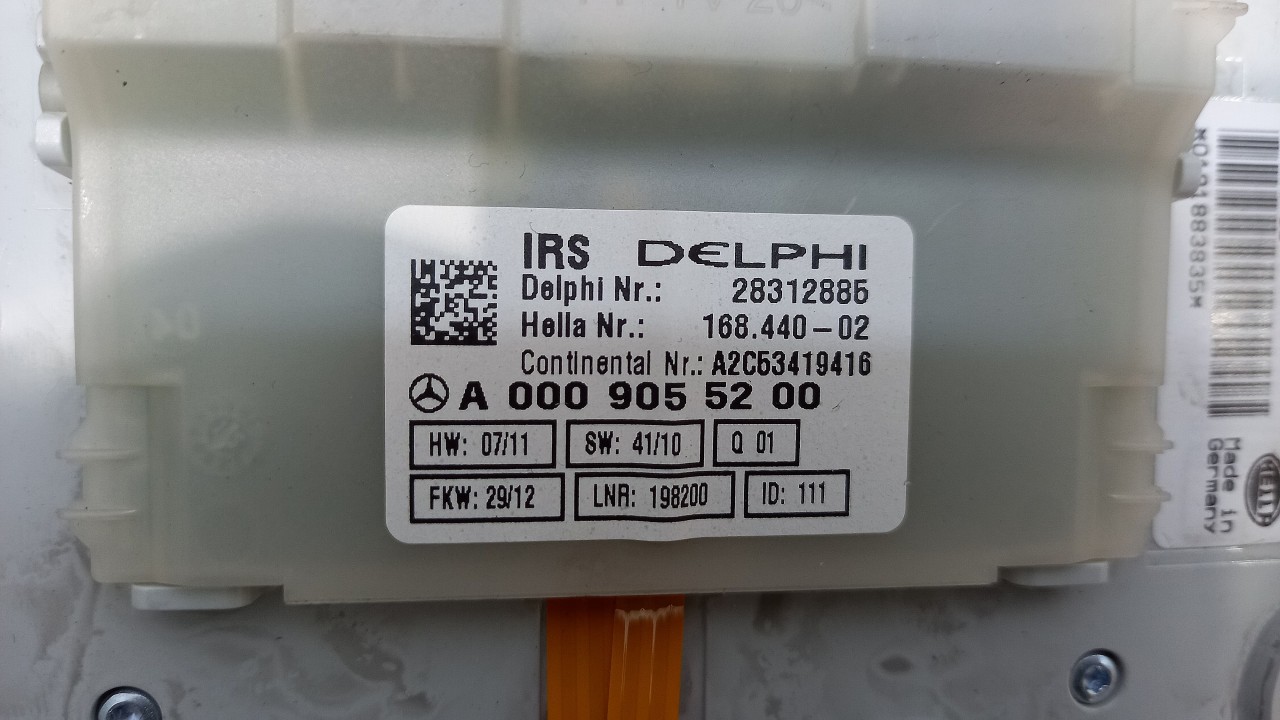 IRS DELPHI
Delphi Nr.: 28312885
Hella Nr.: 168.440-02
Continental Nr.: A2C53419416
A 000 905 52 00
HW: 07/11 SW: 41/10 Q 01
FKW: 29/12 LNR: 198200 ID: 111
Made in
Germany
HELLA